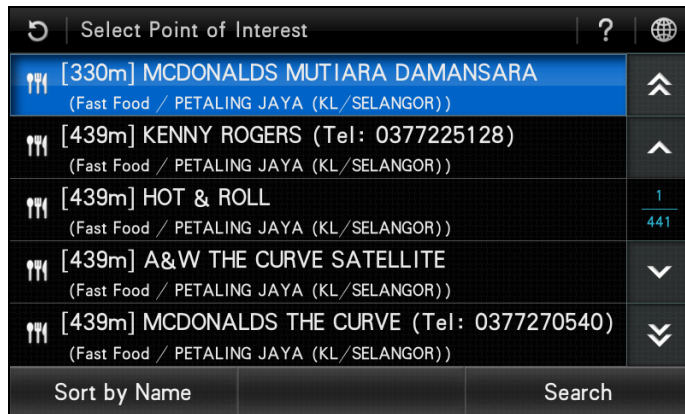 Select Point of Interest
?
[330m] MCDONALDS MUTIARA DAMANSARA
(Fast Food / PETALING JAYA (KL/SELANGOR))
[439m] KENNY ROGERS (Tel: 0377225128)
(Fast Food / PETALING JAYA (KL/SELANGOR))
[439m] HOT & ROLL
(Fast Food / PETALING JAYA (KL/SELANGOR))
1
441
[439m] A&W THE CURVE SATELLITE
(Fast Food / PETALING JAYA (KL/SELANGOR))
[439m] MCDONALDS THE CURVE (Tel: 0377270540)
(Fast Food / PETALING JAYA (KL/SELANGOR))
Sort by Name
Search